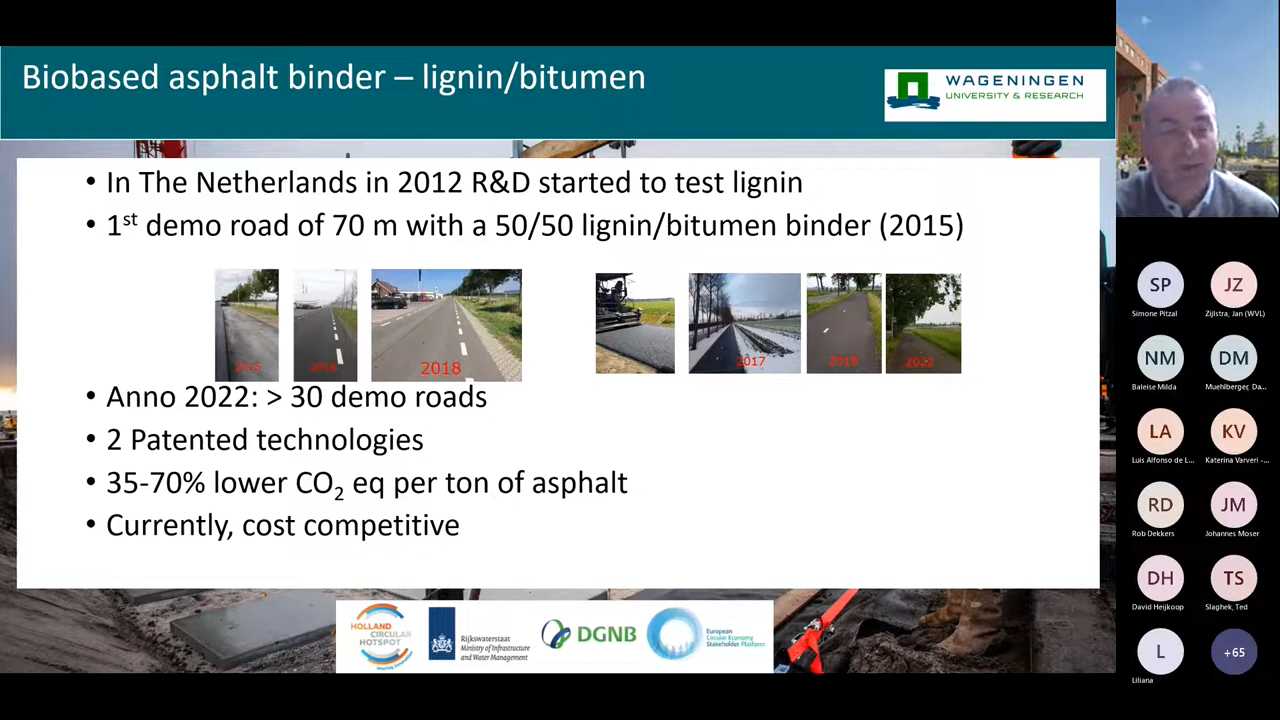 Biobased asphalt binder – lignin/bitumen
WAGENINGEN
UNIVERSITY & RESEARCH
• In The Netherlands in 2012 R&D started to test lignin
• 1st demo road of 70 m with a 50/50 lignin/bitumen binder (2015)
2015
2018
2017
2018
2022
• Anno 2022: > 30 demo roads
• 2 Patented technologies
• 35-70% lower CO2 eq per ton of asphalt
• Currently, cost competitive
HOLLAND
CIRCULAR
HOTSPOT
Rijkswaterstaat
Ministry of Infrastructure
and Water Management
DGNB
European
Circular Economy
Stakeholder Platform
SP
Simone Pitzal
JZ
Zijlstra, Jan (WVL)
NM
Baleise Milda
DM
Muehlberger, Da...
LA
Luis Alfonso de L...
KV
Katerina Varveri -...
RD
Rob Dekkers
JM
Johannes Moser
DH
David Heijkoop
TS
Slaghek, Ted
L
Liliana
+65